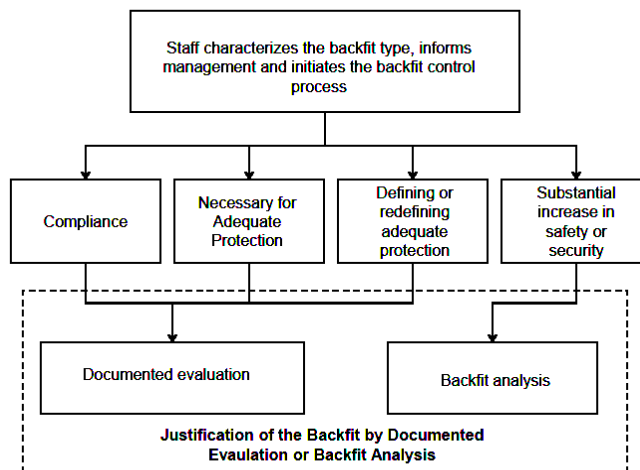 Staff characterizes the backfit type, informs
management and initiates the backfit control
process
Compliance
Necessary for
Adequate
Protection
Defining or
redefining
adequate
protection
Substantial
increase in
safety or
security
Documented evaluation
Backfit analysis
Justification of the Backfit by Documented
Evaulation or Backfit Analysis